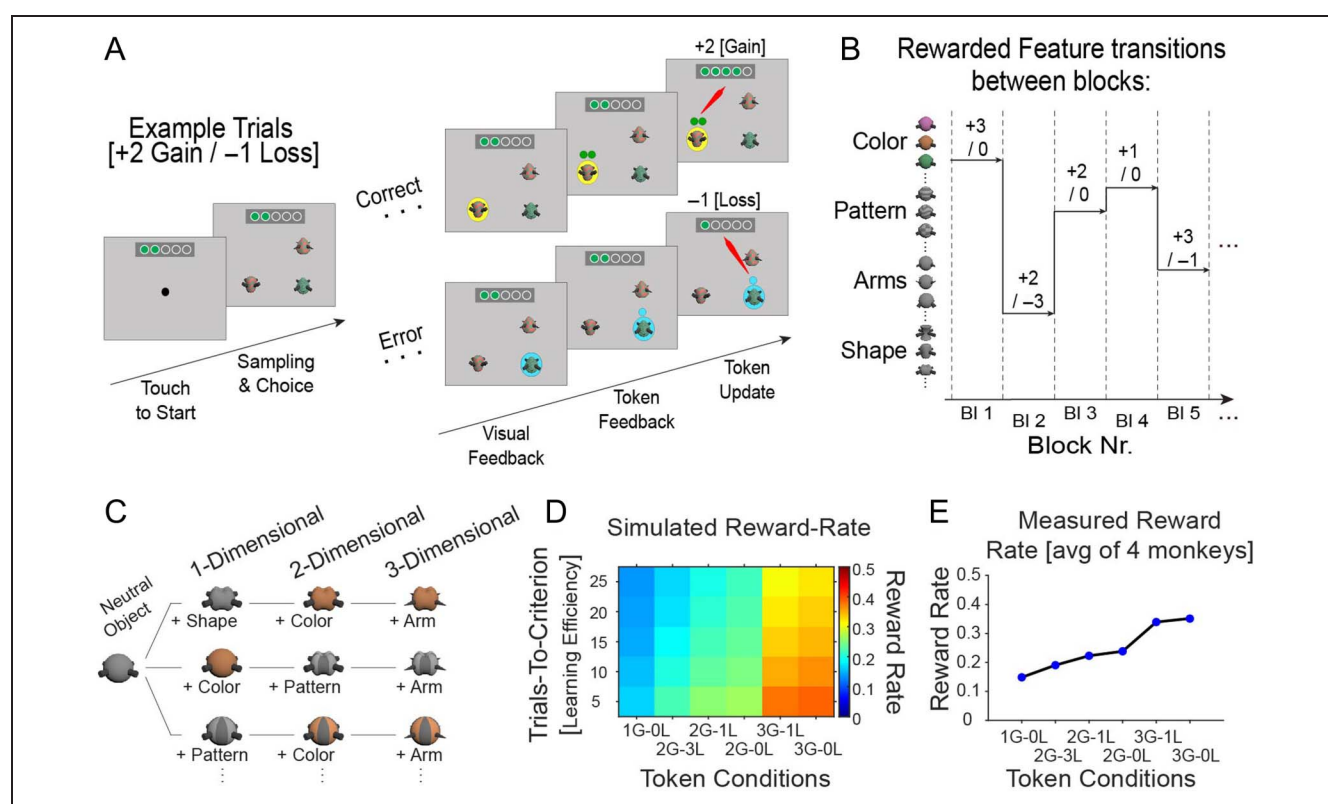 A
Example Trials
[+2 Gain / –1 Loss]
Touch
to Start
Sampling
& Choice
Correct
...
Error
...
+2 [Gain]
–1 [Loss]
Visual
Feedback
Token
Feedback
Token
Update
B
Rewarded Feature transitions
between blocks:
Color
Pattern
Arms
Shape
+3
/ 0
+2
/ –3
+2
/ 0
+1
/ 0
+3
/ –1
...
Bl 1
Bl 2
Bl 3
Bl 4
Bl 5
...
Block Nr.
C
1-Dimensional
2-Dimensional
3-Dimensional
Neutral
Object
+ Shape
+ Color
+ Arm
+ Color
+ Pattern
+ Arm
+ Pattern
+ Color
+ Arm
D
Simulated Reward-Rate
Trials-To-Criterion
[Learning Efficiency]
25
20
15
10
5
1G-0L
2G-3L
2G-1L
2G-0L
3G-1L
3G-0L
Token Conditions
0.5
0.4
0.3
0.2
0.1
0
Reward Rate
E
Measured Reward
Rate [avg of 4 monkeys]
Reward Rate
0.5
0.4
0.3
0.2
0.1
0
1G-0L
2G-3L
2G-1L
2G-0L
3G-1L
3G-0L
Token Conditions